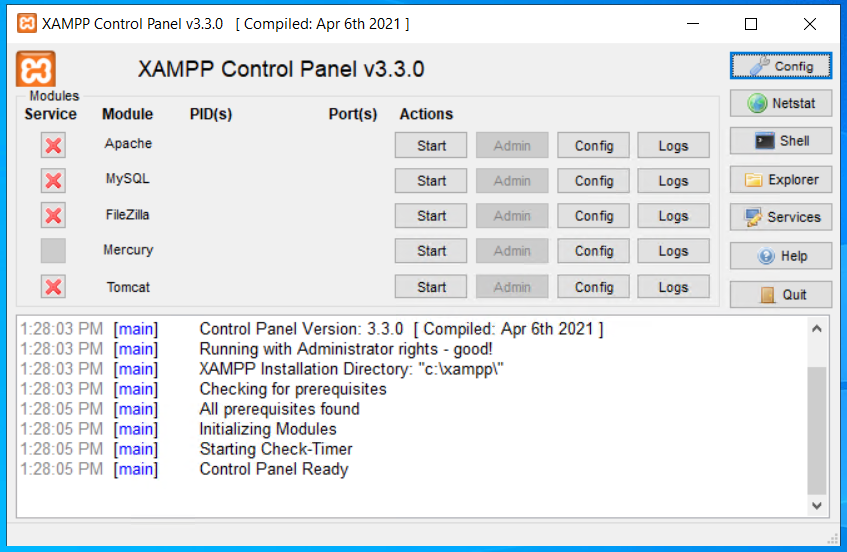 XAMPP Control Panel v3.3.0 [ Compiled: Apr 6th 2021 ]
XAMPP Control Panel v3.3.0
Config
Modules
Service Module PID(s) Port(s) Actions
Netstat
Apache Start Admin Config Logs
Shell
MySQL Start Admin Config Logs
Explorer
FileZilla Start Admin Config Logs
Services
Mercury Start Admin Config Logs
Help
Tomcat Start Admin Config Logs
Quit
1:28:03 PM [main] Control Panel Version: 3.3.0 [ Compiled: Apr 6th 2021 ]
1:28:03 PM [main] Running with Administrator rights - good!
1:28:03 PM [main] XAMPP Installation Directory: "c:\xampp\"
1:28:03 PM [main] Checking for prerequisites
1:28:05 PM [main] All prerequisites found
1:28:05 PM [main] Initializing Modules
1:28:05 PM [main] Starting Check-Timer
1:28:05 PM [main] Control Panel Ready